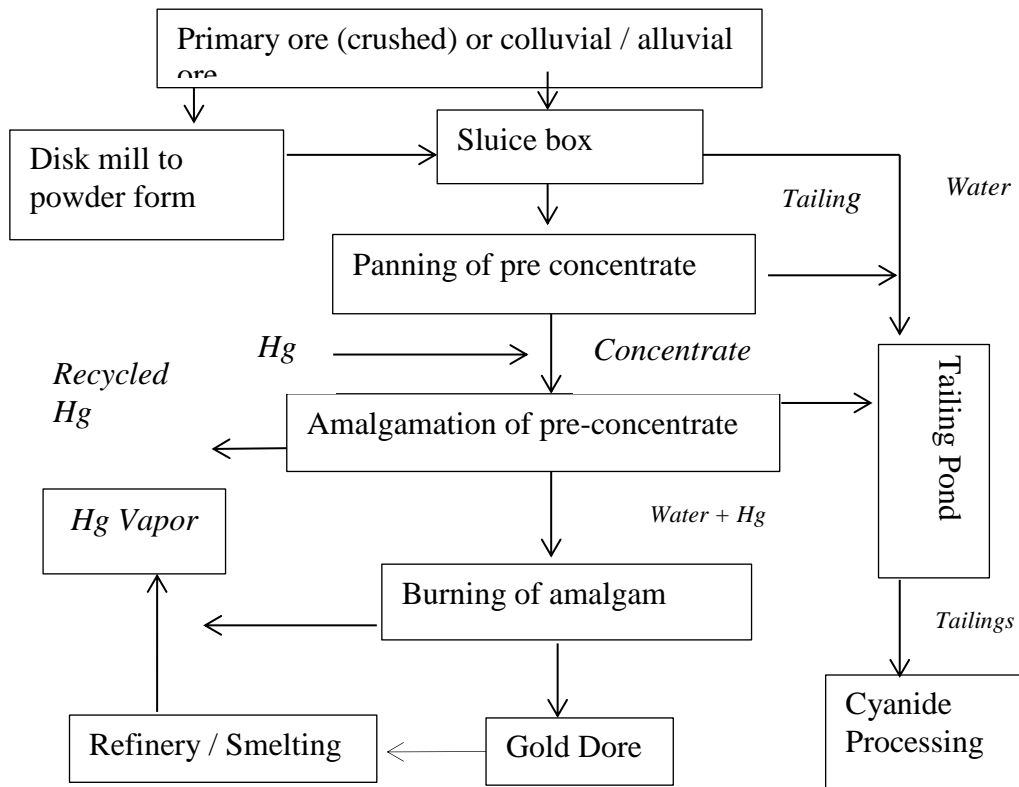 Primary ore (crushed) or colluvial / alluvial
ore
Disk mill to
powder form
Sluice box
Water
Tailing
Panning of pre concentrate
Hg
Concentrate
Recycled
Hg
Amalgamation of pre-concentrate
Tailing Pond
Hg Vapor
Water + Hg
Burning of amalgam
Tailings
Cyanide
Processing
Refinery / Smelting
Gold Dore